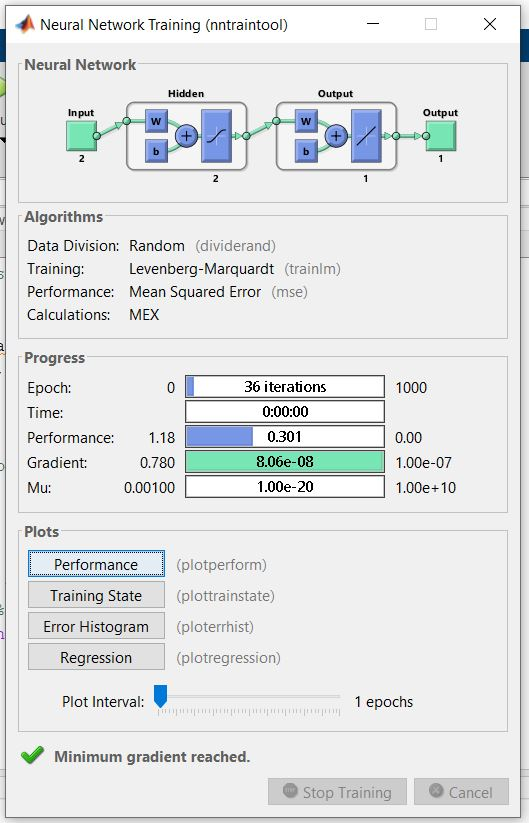 Neural Network Training (nntraintool)
Neural Network
Hidden Output
Input Output
W W
+ +
b b
2 1
2 1
Algorithms
Data Division: Random (dividerand)
Training: Levenberg-Marquardt (trainlm)
Performance: Mean Squared Error (mse)
Calculations: MEX
Progress
Epoch: 0 36 iterations 1000
Time: 0:00:00
Performance: 1.18 0.301 0.00
Gradient: 0.780 8.06e-08 1.00e-07
Mu: 0.00100 1.00e-20 1.00e+10
Plots
Performance (plotperform)
Training State (plottrainstate)
Error Histogram (ploterrhist)
Regression (plotregression)
Plot Interval: 1 epochs
Minimum gradient reached.
Stop Training Cancel